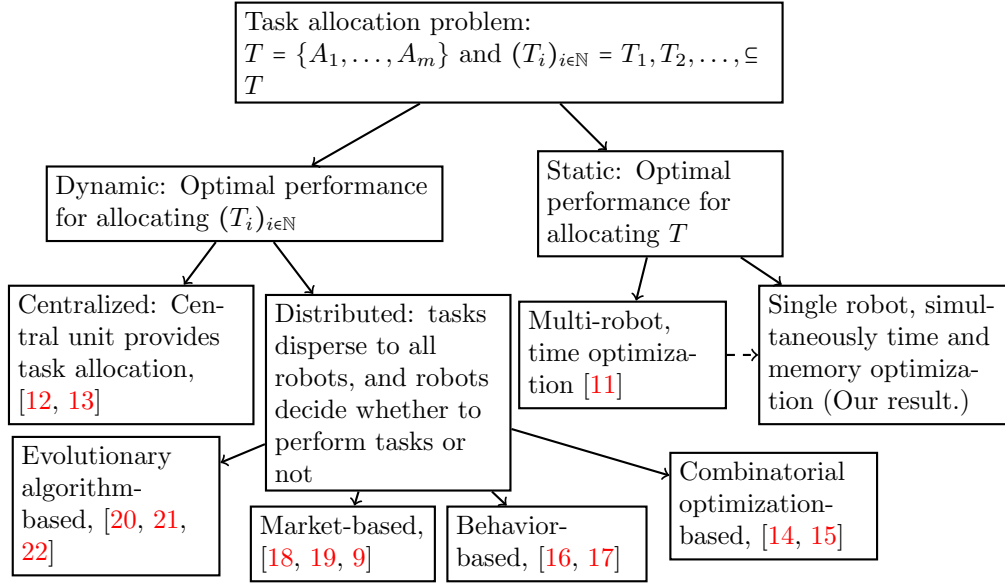 Task allocation problem:
T = {A₁, . . . , Aₘ} and (Tᵢ)ᵢ∈ℕ = T₁, T₂, . . . , ⊆
T
Dynamic: Optimal performance
for allocating (Tᵢ)ᵢ∈ℕ
Static: Optimal
performance for
allocating T
Centralized: Cen-
tral unit provides
task allocation,
[12, 13]
Distributed: tasks
disperse to all
robots, and robots
decide whether to
perform tasks or
not
Multi-robot,
time optimiza-
tion [11]
Single robot, simul-
taneously time and
memory optimiza-
tion (Our result.)
Evolutionary
algorithm-
based, [20, 21,
22]
Market-based,
[18, 19, 9]
Behavior-
based, [16, 17]
Combinatorial
optimization-
based, [14, 15]